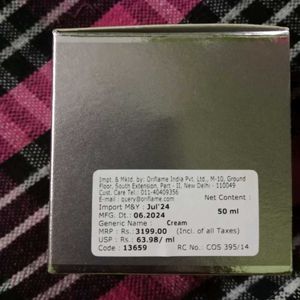 Impt. & Mktd. by: Oriflame India Pvt. Ltd., M-10, Ground
Floor, South Extension, Part - II, New Delhi - 110049
Cust. Care Tel.: 011-40409356
E-mail : query@oriflame.com Net Content :
Import M&Y : Jul'24 50 ml
MFG. Dt.: 06.2024
Generic Name : Cream
MRP : Rs.:3199.00 (Incl. of all Taxes)
USP : Rs. 63.98/ ml
Code : 13659 RC No.: COS 395/14